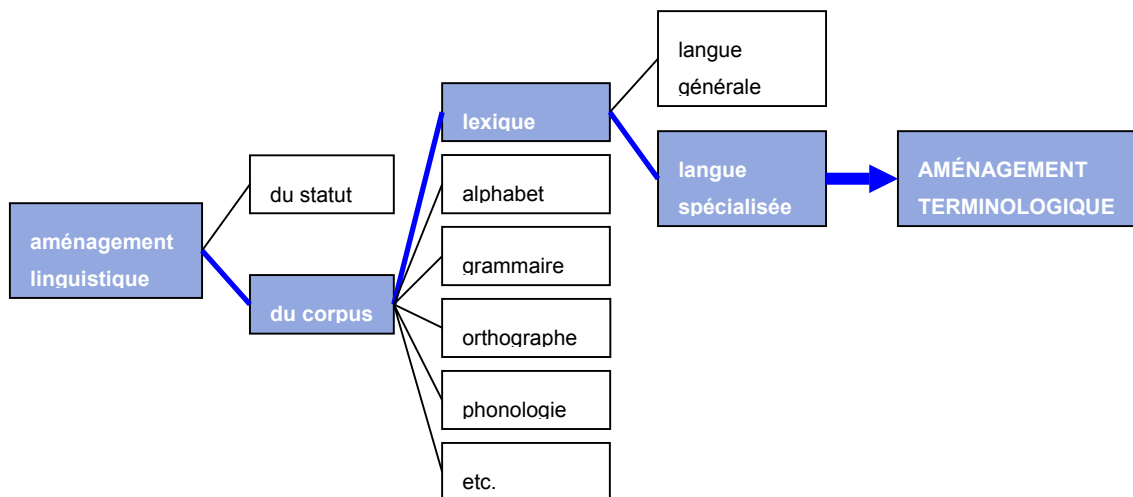 aménagement
linguistique
du statut
du corpus
lexique
alphabet
grammaire
orthographe
phonologie
etc.
langue
générale
langue
spécialisée
AMÉNAGEMENT
TERMINOLOGIQUE